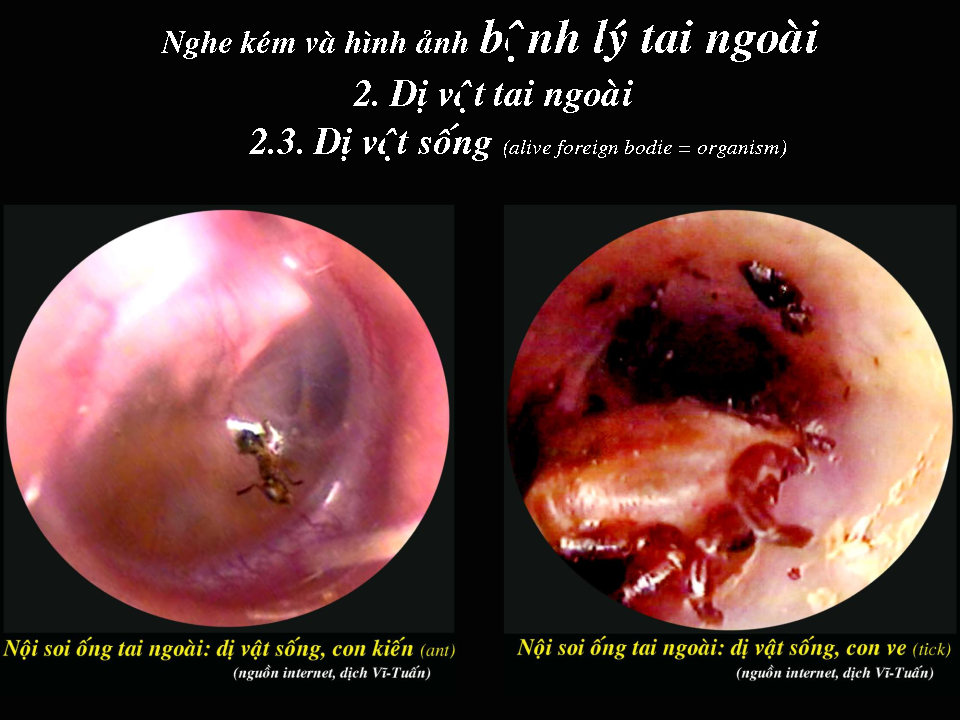 Nghe kém và hình ảnh bệnh lý tai ngoài
2. Dị vật tai ngoài
2.3. Dị vật sống (alive foreign bodie = organism)
Nội soi ống tai ngoài: dị vật sống, con kiến (ant)
(nguồn internet, dịch Vĩ-Tuấn)
Nội soi ống tai ngoài: dị vật sống, con ve (tick)
(nguồn internet, dịch Vĩ-Tuấn)